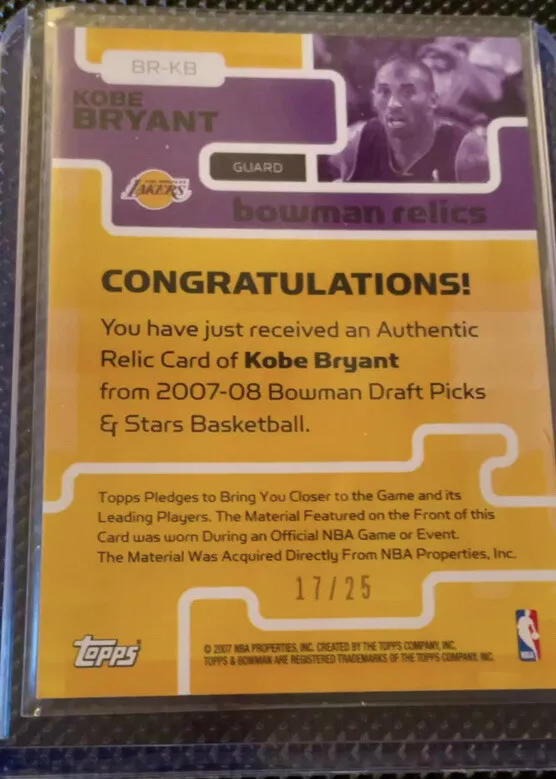 BR-KB
KOBE
BRYANT
GUARD
LAKERS
bowman relics
CONGRATULATIONS!
You have just received an Authentic
Relic Card of Kobe Bryant
from 2007-08 Bowman Draft Picks
& Stars Basketball.
Topps Pledges to Bring You Closer to the Game and its
Leading Players. The Material Featured on the Front of this
Card was worn During an Official NBA Game or Event.
The Material Was Acquired Directly From NBA Properties, Inc.
17/25
Topps
© 2007 NBA PROPERTIES, INC. CREATED BY THE TOPPS COMPANY, INC.
TOPPS & BOWMAN ARE REGISTERED TRADEMARKS OF THE TOPPS COMPANY, INC.
NBA